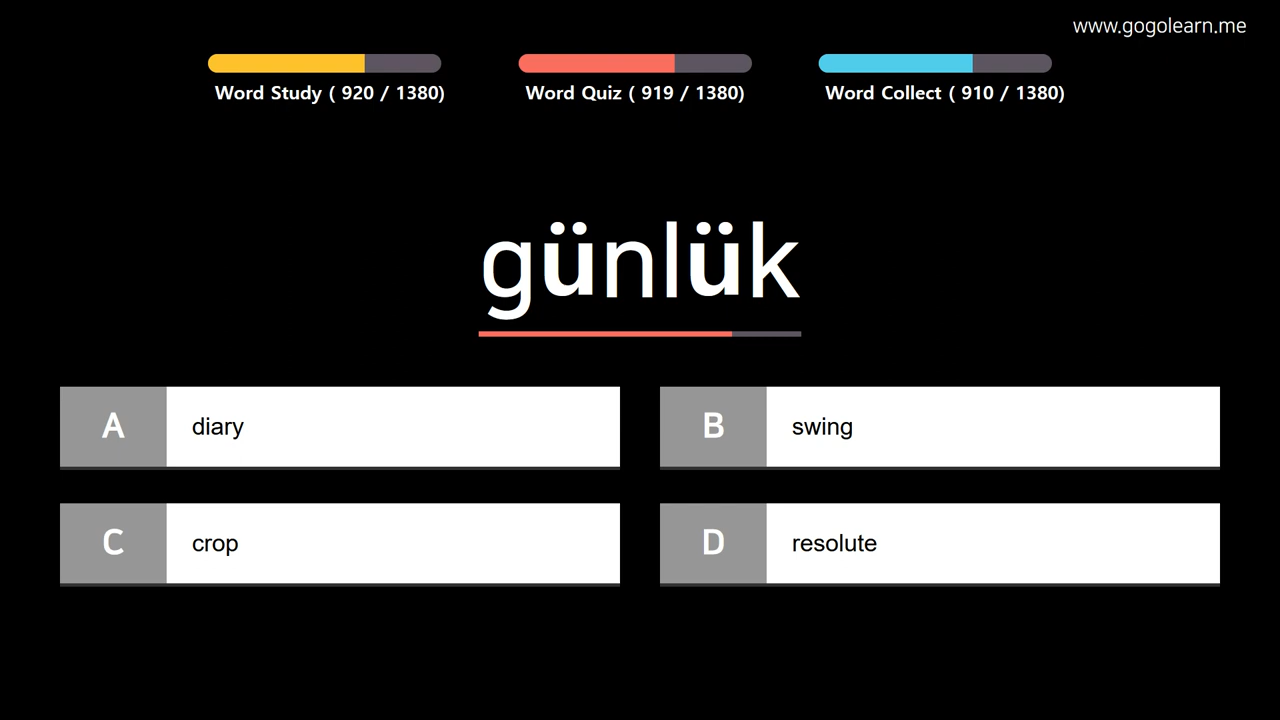 www.gogolearn.me
Word Study ( 920 / 1380)
Word Quiz ( 919 / 1380)
Word Collect ( 910 / 1380)
günlük
A diary
B swing
C crop
D resolute